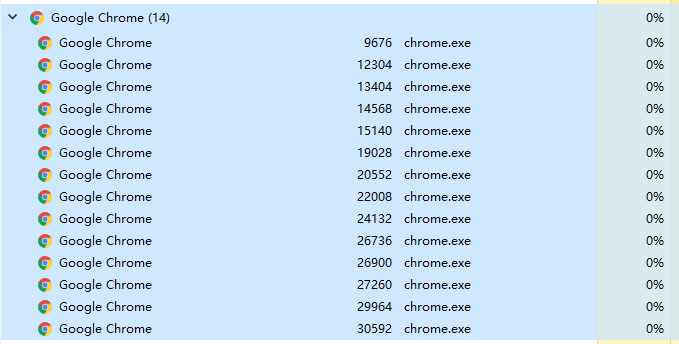 Google Chrome (14) 0%
Google Chrome 9676 chrome.exe 0%
Google Chrome 12304 chrome.exe 0%
Google Chrome 13404 chrome.exe 0%
Google Chrome 14568 chrome.exe 0%
Google Chrome 15140 chrome.exe 0%
Google Chrome 19028 chrome.exe 0%
Google Chrome 20552 chrome.exe 0%
Google Chrome 22008 chrome.exe 0%
Google Chrome 24132 chrome.exe 0%
Google Chrome 26736 chrome.exe 0%
Google Chrome 26900 chrome.exe 0%
Google Chrome 27260 chrome.exe 0%
Google Chrome 29964 chrome.exe 0%
Google Chrome 30592 chrome.exe 0%